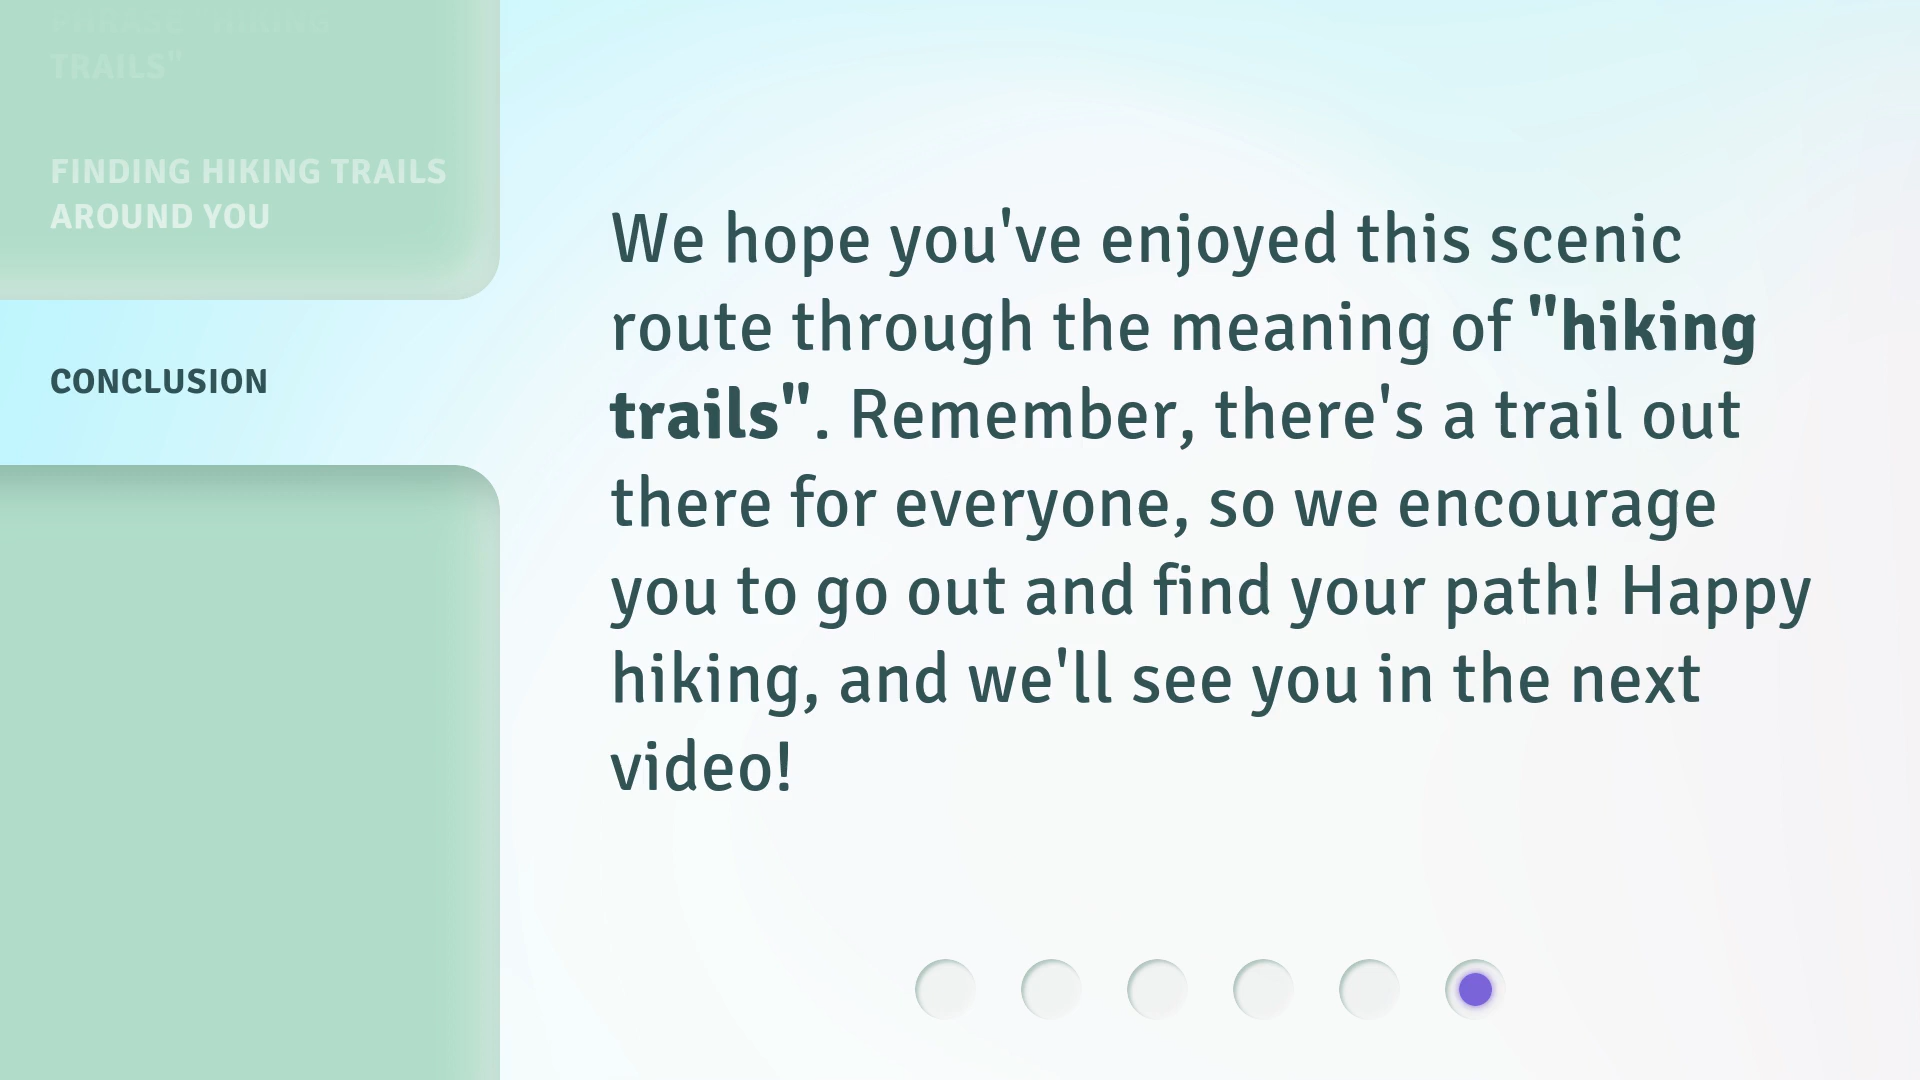 PHRASE "HIKING
TRAILS"
FINDING HIKING TRAILS
AROUND YOU
CONCLUSION
We hope you've enjoyed this scenic
route through the meaning of "hiking
trails". Remember, there's a trail out
there for everyone, so we encourage
you to go out and find your path! Happy
hiking, and we'll see you in the next
video!